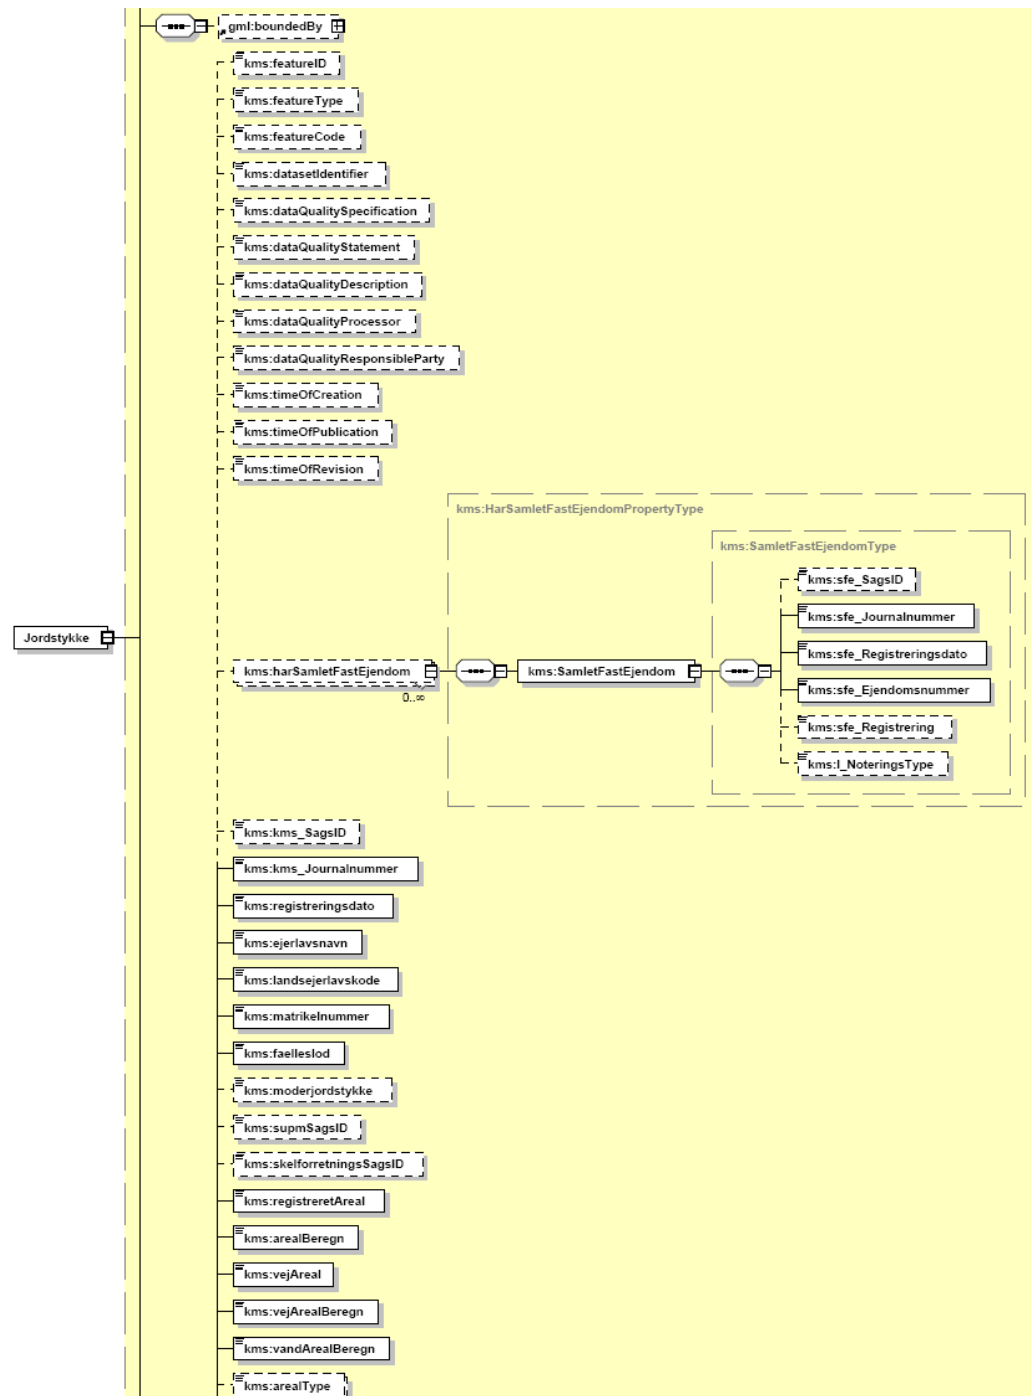 gml:boundedBy
kms:featureID
kms:featureType
kms:featureCode
kms:datasetIdentifier
kms:dataQualitySpecification
kms:dataQualityStatement
kms:dataQualityDescription
kms:dataQualityProcessor
kms:dataQualityResponsibleParty
kms:timeOfCreation
kms:timeOfPublication
kms:timeOfRevision
kms:HarSamletFastEjendomPropertyType
kms:SamletFastEjendomType
kms:sfe_SagsID
kms:sfe_Journalnummer
kms:sfe_Registreringsdato
kms:sfe_Ejendomsnummer
kms:sfe_Registrering
kms:l_NoteringsType
Jordstykke
kms:harSamletFastEjendom
0..∞
kms:SamletFastEjendom
kms:kms_SagsID
kms:kms_Journalnummer
kms:registreringsdato
kms:ejerlavsnavn
kms:landsejerlavskode
kms:matrikelnummer
kms:faelleslod
kms:moderjordstykke
kms:supmSagsID
kms:skelforretningsSagsID
kms:registreretAreal
kms:arealBeregn
kms:vejAreal
kms:vejArealBeregn
kms:vandArealBeregn
kms:arealType